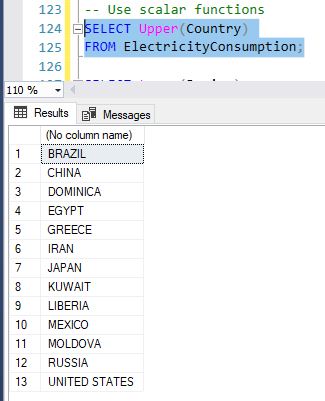 123 -- Use scalar functions
124 SELECT Upper(Country)
125 FROM ElectricityConsumption;
126
110 %
Results Messages
(No column name)
1 BRAZIL
2 CHINA
3 DOMINICA
4 EGYPT
5 GREECE
6 IRAN
7 JAPAN
8 KUWAIT
9 LIBERIA
10 MEXICO
11 MOLDOVA
12 RUSSIA
13 UNITED STATES